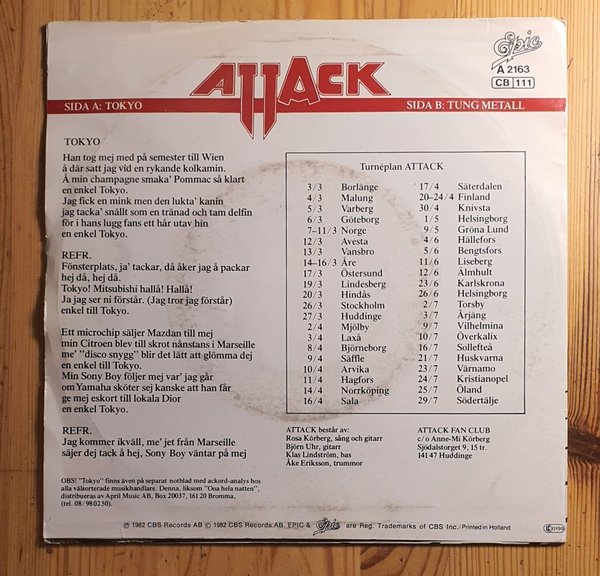 Epic
A 2163
CB 111
ATTACK
SIDA A: TOKYO
SIDA B: TUNG METALL
TOKYO
Han tog mej med på semester till Wien
å där satt jag vid en rykande kolkamin.
Å min champagne smaka' Pommac så klart
en enkel Tokyo.
Jag fick en mink men den lukta' kanin
jag tacka' snällt som en tränad och tam delfin
för i hans lugg fans ett hår utav hin
en enkel Tokyo.
REFR.
Fönsterplats, ja' tackar, då åker jag å packar
hej då, hej då.
Tokyo! Mitsubishi hallå! Hallå!
Ja jag ser ni förstår. (Jag tror jag förstår)
enkel till Tokyo.
Ett microchip säljer Mazdan till mej
min Citroen blev till skrot nånstans i Marseille
me' "disco snygg" blir det lätt att glömma dej
en enkel till Tokyo.
Min Sony Boy följer mej var' jag går
om Yamaha sköter sej kanske att han får
ge mej eskort till lokala Dior
en enkel Tokyo.
REFR.
Jag kommer ikväll, me' jet från Marseille
säjer dej tack å hej, Sony Boy väntar på mej
OBS! "Tokyo" finns även på separat notblad med ackord-analys hos
alla välsorterade musikhandlare. Denna, liksom "Ooa hela natten",
distribueras av April Music AB, Box 20037, 161 20 Bromma,
(tel. 08/98 02 50).
Turnéplan ATTACK
3/3 Borlänge
4/3 Malung
5/3 Varberg
6/3 Göteborg
7-11/3 Norge
12/3 Avesta
13/3 Vansbro
14-16/3 Åre
17/3 Östersund
19/3 Lindesberg
20/3 Hindås
26/3 Stockholm
27/3 Huddinge
2/4 Mjölby
3/4 Laxå
8/4 Björneborg
9/4 Säffle
10/4 Arvika
11/4 Hagfors
14/4 Norrköping
16/4 Sala
17/4 Säterdalen
20-24/4 Finland
30/4 Knivsta
1/5 Helsingborg
9/5 Gröna Lund
4/6 Hällefors
5/6 Bengtsfors
11/6 Liseberg
12/6 Älmhult
23/6 Karlskrona
26/6 Helsingborg
2/7 Torsby
3/7 Årjäng
9/7 Vilhelmina
10/7 Överkalix
16/7 Sollefteå
21/7 Huskvarna
23/7 Värnamo
24/7 Kristianopel
25/7 Öland
29/7 Södertälje
ATTACK består av:
Rosa Körberg, sång och gitarr
Björn Uhr, gitarr
Klas Lindström, bas
Åke Eriksson, trummor
ATTACK FAN CLUB
c/o Anne-Mi Körberg
Sjödalstorget 9, 15 tr.
141 47 Huddinge
℗ 1982 CBS Records AB © 1982 CBS Records AB. EPIC & Epic are Reg. Trademarks of CBS Inc./Printed in Holland